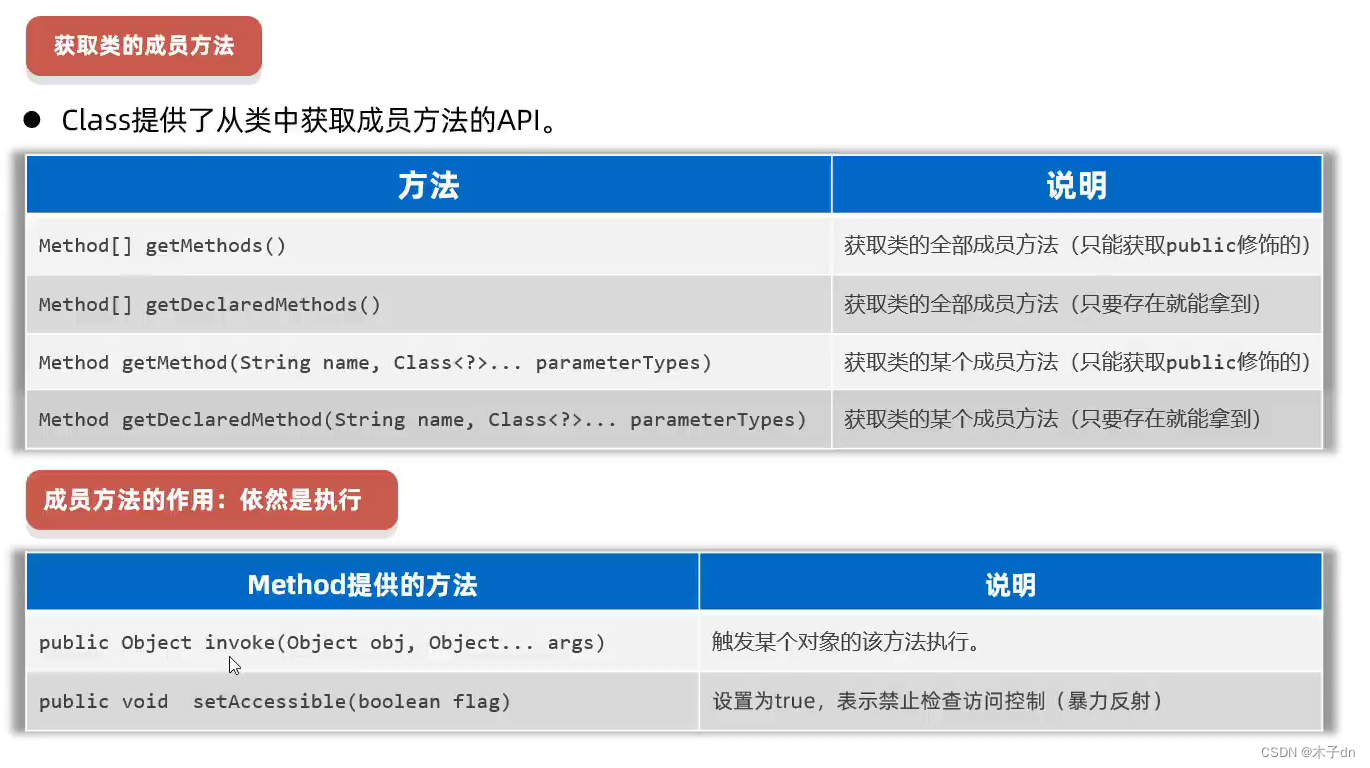 获取类的成员方法
● Class提供了从类中获取成员方法的API。
方法 说明
Method[] getMethods() 获取类的全部成员方法（只能获取public修饰的）
Method[] getDeclaredMethods() 获取类的全部成员方法（只要存在就能拿到）
Method getMethod(String name, Class<?>... parameterTypes) 获取类的某个成员方法（只能获取public修饰的）
Method getDeclaredMethod(String name, Class<?>... parameterTypes) 获取类的某个成员方法（只要存在就能拿到）
成员方法的作用：依然是执行
Method提供的方法 说明
public Object invoke(Object obj, Object... args) 触发某个对象的该方法执行。
public void  setAccessible(boolean flag) 设置为true，表示禁止检查访问控制（暴力反射）
CSDN @木子dn